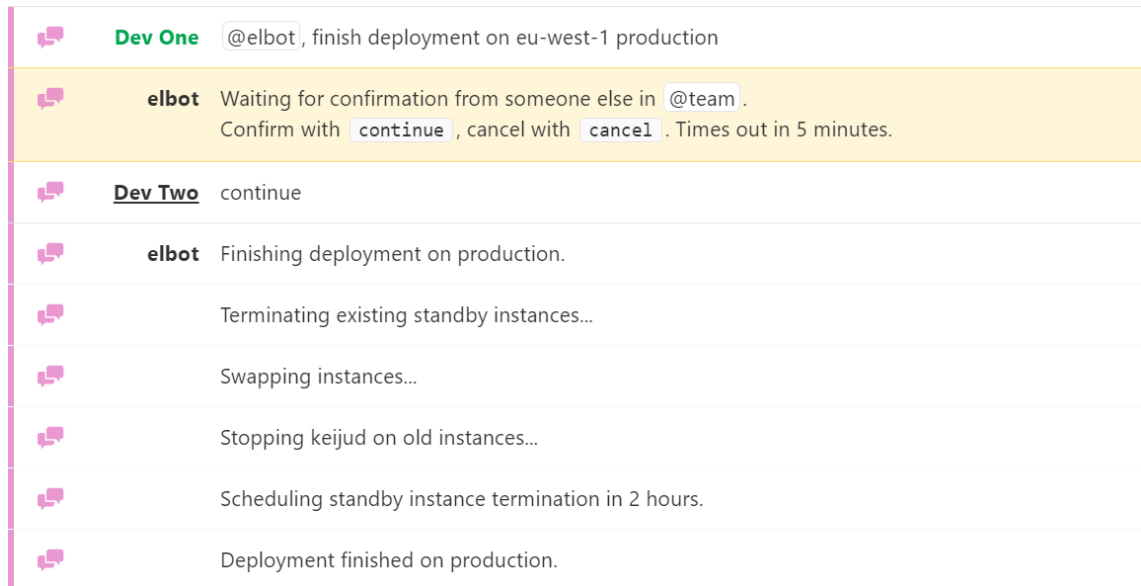 Dev One @elbot, finish deployment on eu-west-1 production
elbot Waiting for confirmation from someone else in @team.
Confirm with continue, cancel with cancel. Times out in 5 minutes.
Dev Two continue
elbot Finishing deployment on production.
Terminating existing standby instances...
Swapping instances...
Stopping keijud on old instances...
Scheduling standby instance termination in 2 hours.
Deployment finished on production.